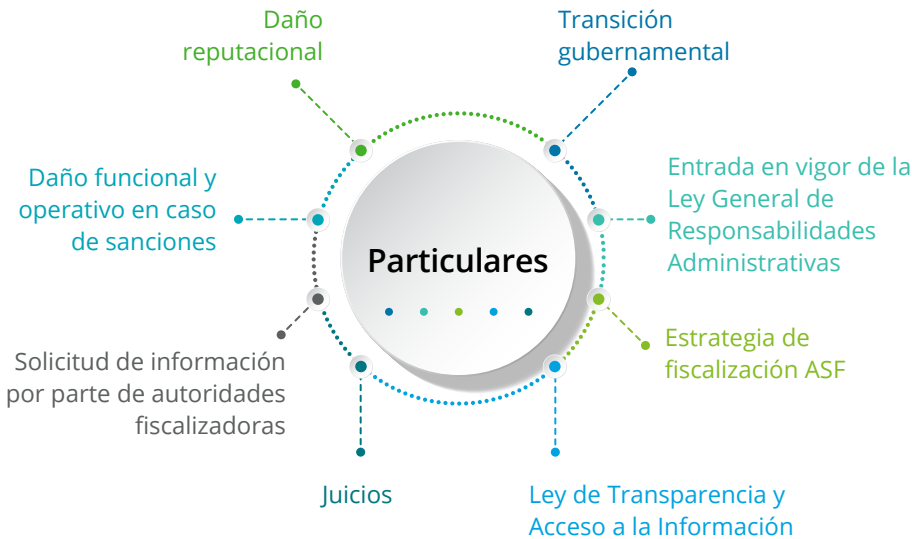 Daño
reputacional
Transición
gubernamental
Daño funcional y
operativo en caso
de sanciones
Entrada en vigor de la
Ley General de
Responsabilidades
Administrativas
Particulares
Solicitud de información
por parte de autoridades
fiscalizadoras
Estrategia de
fiscalización ASF
Juicios
Ley de Transparencia y
Acceso a la Información